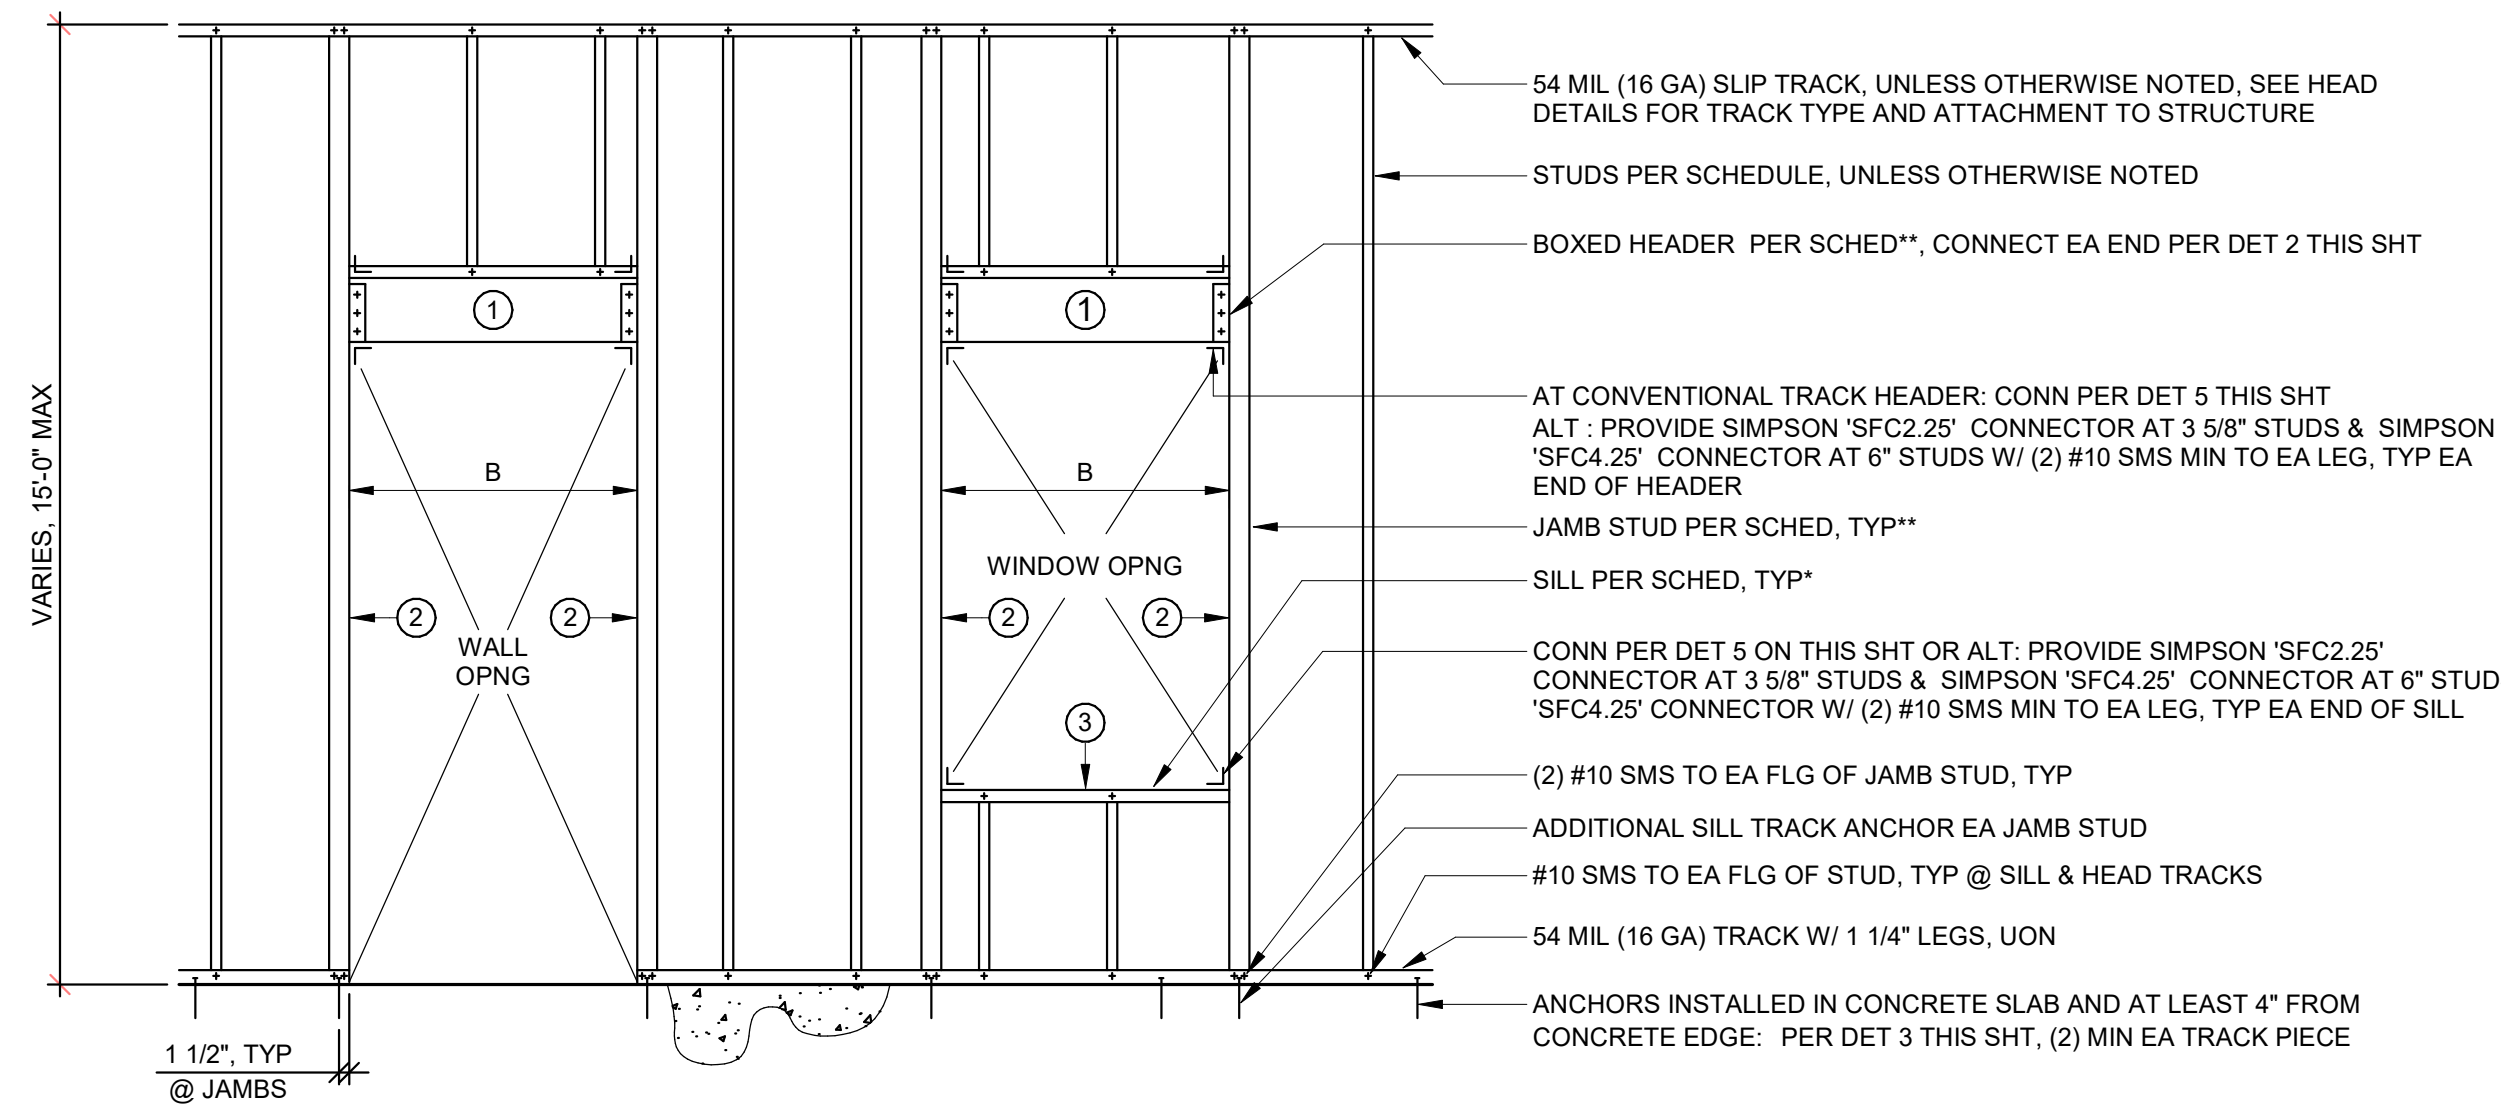 54 MIL (16 GA) SLIP TRACK, UNLESS OTHERWISE NOTED, SEE HEAD
DETAILS FOR TRACK TYPE AND ATTACHMENT TO STRUCTURE
STUDS PER SCHEDULE, UNLESS OTHERWISE NOTED
BOXED HEADER PER SCHED**, CONNECT EA END PER DET 2 THIS SHT
1
1
VARIES, 15'-0" MAX
AT CONVENTIONAL TRACK HEADER: CONN PER DET 5 THIS SHT
ALT : PROVIDE SIMPSON 'SFC2.25' CONNECTOR AT 3 5/8" STUDS & SIMPSON
'SFC4.25' CONNECTOR AT 6" STUDS W/ (2) #10 SMS MIN TO EA LEG, TYP EA
END OF HEADER
B
B
JAMB STUD PER SCHED, TYP**
WINDOW OPNG
SILL PER SCHED, TYP*
2
2
2
2
WALL
OPNG
CONN PER DET 5 ON THIS SHT OR ALT: PROVIDE SIMPSON 'SFC2.25'
CONNECTOR AT 3 5/8" STUDS & SIMPSON 'SFC4.25' CONNECTOR AT 6" STUD
'SFC4.25' CONNECTOR W/ (2) #10 SMS MIN TO EA LEG, TYP EA END OF SILL
3
(2) #10 SMS TO EA FLG OF JAMB STUD, TYP
ADDITIONAL SILL TRACK ANCHOR EA JAMB STUD
#10 SMS TO EA FLG OF STUD, TYP @ SILL & HEAD TRACKS
54 MIL (16 GA) TRACK W/ 1 1/4" LEGS, UON
ANCHORS INSTALLED IN CONCRETE SLAB AND AT LEAST 4" FROM
CONCRETE EDGE: PER DET 3 THIS SHT, (2) MIN EA TRACK PIECE
1 1/2", TYP
@ JAMBS